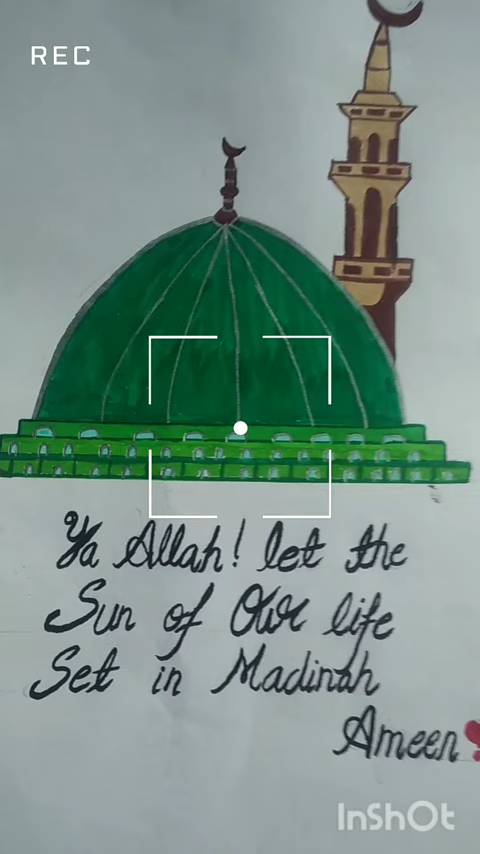 REC
Ya Allah! let the
Sun of Our life
Set in Madinah
Ameen
InShOt